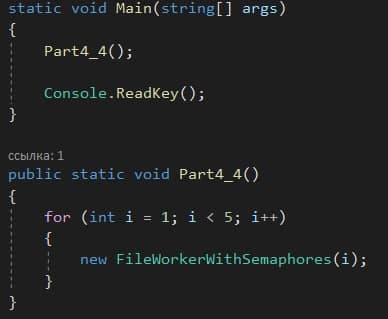 static void Main(string[] args)
{
    Part4_4();
    Console.ReadKey();
}
ссылка: 1
public static void Part4_4()
{
    for (int i = 1; i < 5; i++)
    {
        new FileWorkerWithSemaphores(i);
    }
}